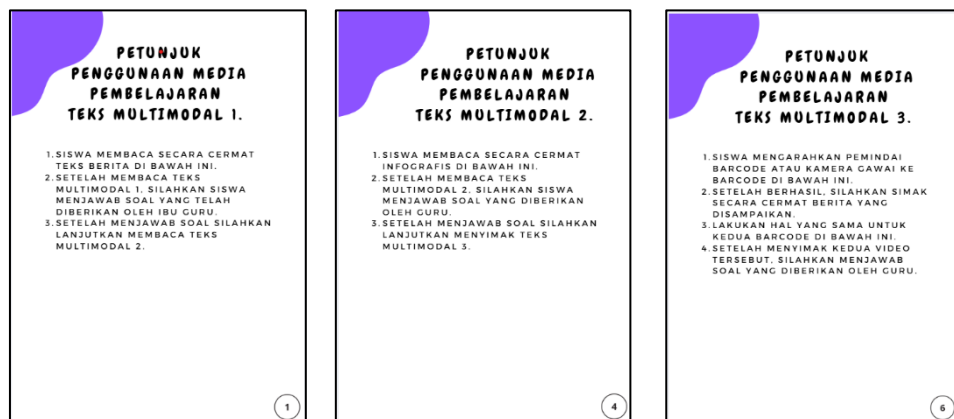 PETUNJUK
PENGGUNAAN MEDIA
PEMBELAJARAN
TEKS MULTIMODAL 1.
1. SISWA MEMBACA SECARA CERMAT
TEKS BERITA DI BAWAH INI.
2. SETELAH MEMBACA TEKS
MULTIMODAL 1. SILAHKAN SISWA
MENJAWAB SOAL YANG TELAH
DIBERIKAN OLEH IBU GURU.
3. SETELAH MENJAWAB SOAL SILAHKAN
LANJUTKAN MEMBACA TEKS
MULTIMODAL 2.
1
PETUNJUK
PENGGUNAAN MEDIA
PEMBELAJARAN
TEKS MULTIMODAL 2.
1. SISWA MEMBACA SECARA CERMAT
INFOGRAFIS DI BAWAH INI.
2. SETELAH MEMBACA TEKS
MULTIMODAL 2. SILAHKAN SISWA
MENJAWAB SOAL YANG DIBERIKAN
OLEH GURU.
3. SETELAH MENJAWAB SOAL SILAHKAN
LANJUTKAN MENYIMAK TEKS
MULTIMODAL 3.
4
PETUNJUK
PENGGUNAAN MEDIA
PEMBELAJARAN
TEKS MULTIMODAL 3.
1. SISWA MENGARAHKAN PEMINDAI
BARCODE ATAU KAMERA GAWAI KE
BARCODE DI BAWAH INI.
2. SETELAH BERHASIL, SILAHKAN SIMAK
SECARA CERMAT BERITA YANG
DISAMPAIKAN.
3. LAKUKAN HAL YANG SAMA UNTUK
KEDUA BARCODE DI BAWAH INI.
4. SETELAH MENYIMAK KEDUA VIDEO
TERSEBUT, SILAHKAN MENJAWAB
SOAL YANG DIBERIKAN OLEH GURU.
6